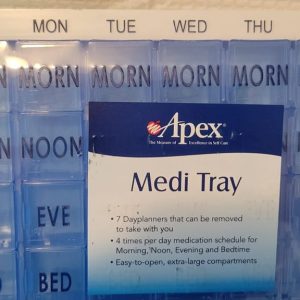 MON TUE WED THU
MORN MORN MORN MORN
Apex®
The Measure of Excellence in Self Care
N NOON
Medi Tray
• 7 Dayplanners that can be removed
to take with you
EVE
• 4 times per day medication schedule for
Morning, Noon, Evening and Bedtime
• Easy-to-open, extra-large compartments
BED